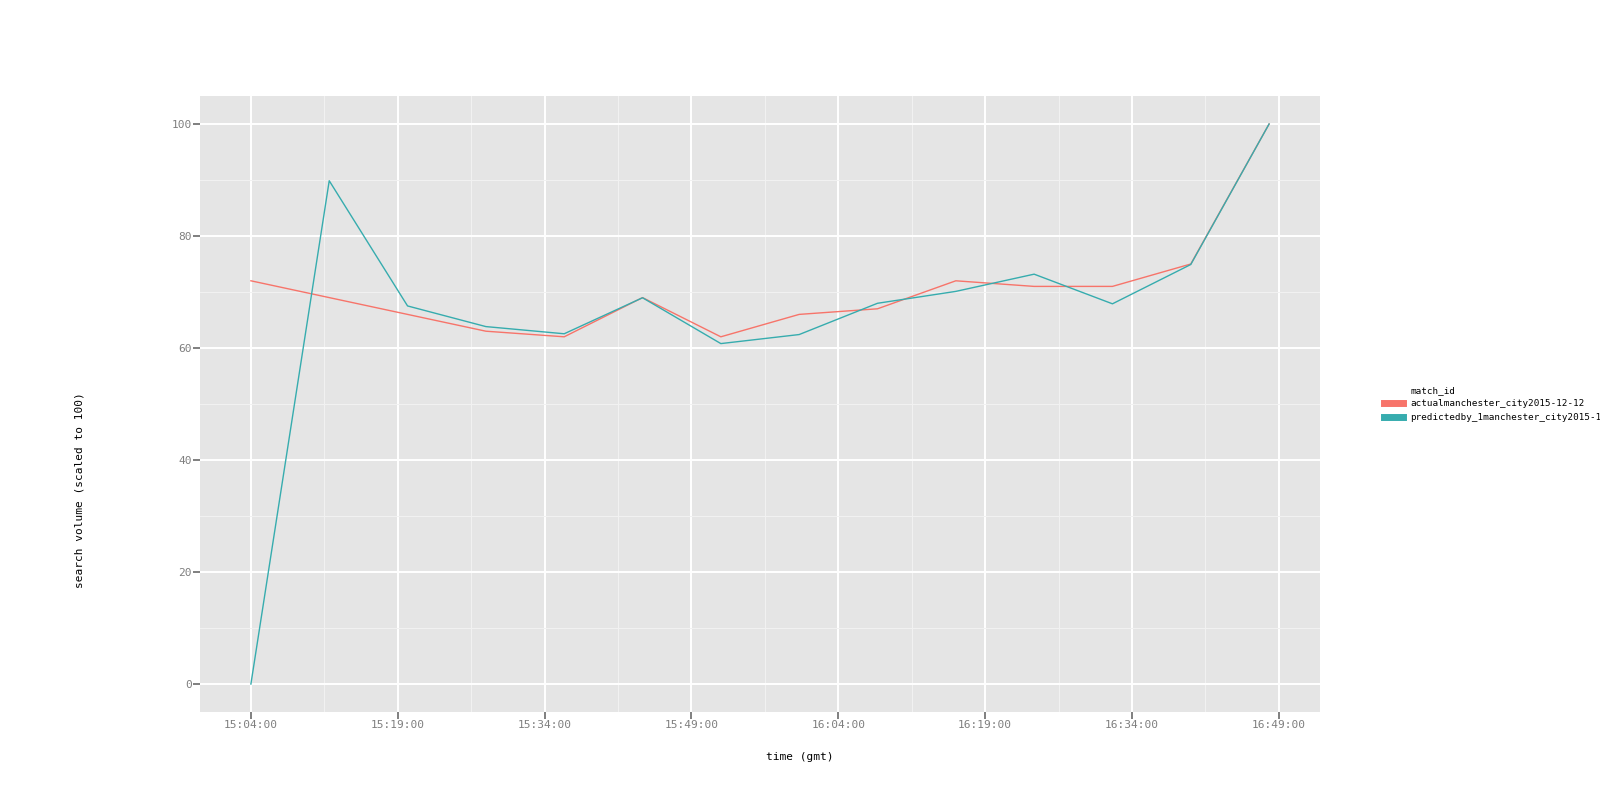 100
80
60
40
20
0
search volume (scaled to 100)
15:04:00 15:19:00 15:34:00 15:49:00 16:04:00 16:19:00 16:34:00 16:49:00
time (gmt)
match_id
actualmanchester_city2015-12-12
predictedby_1manchester_city2015-1